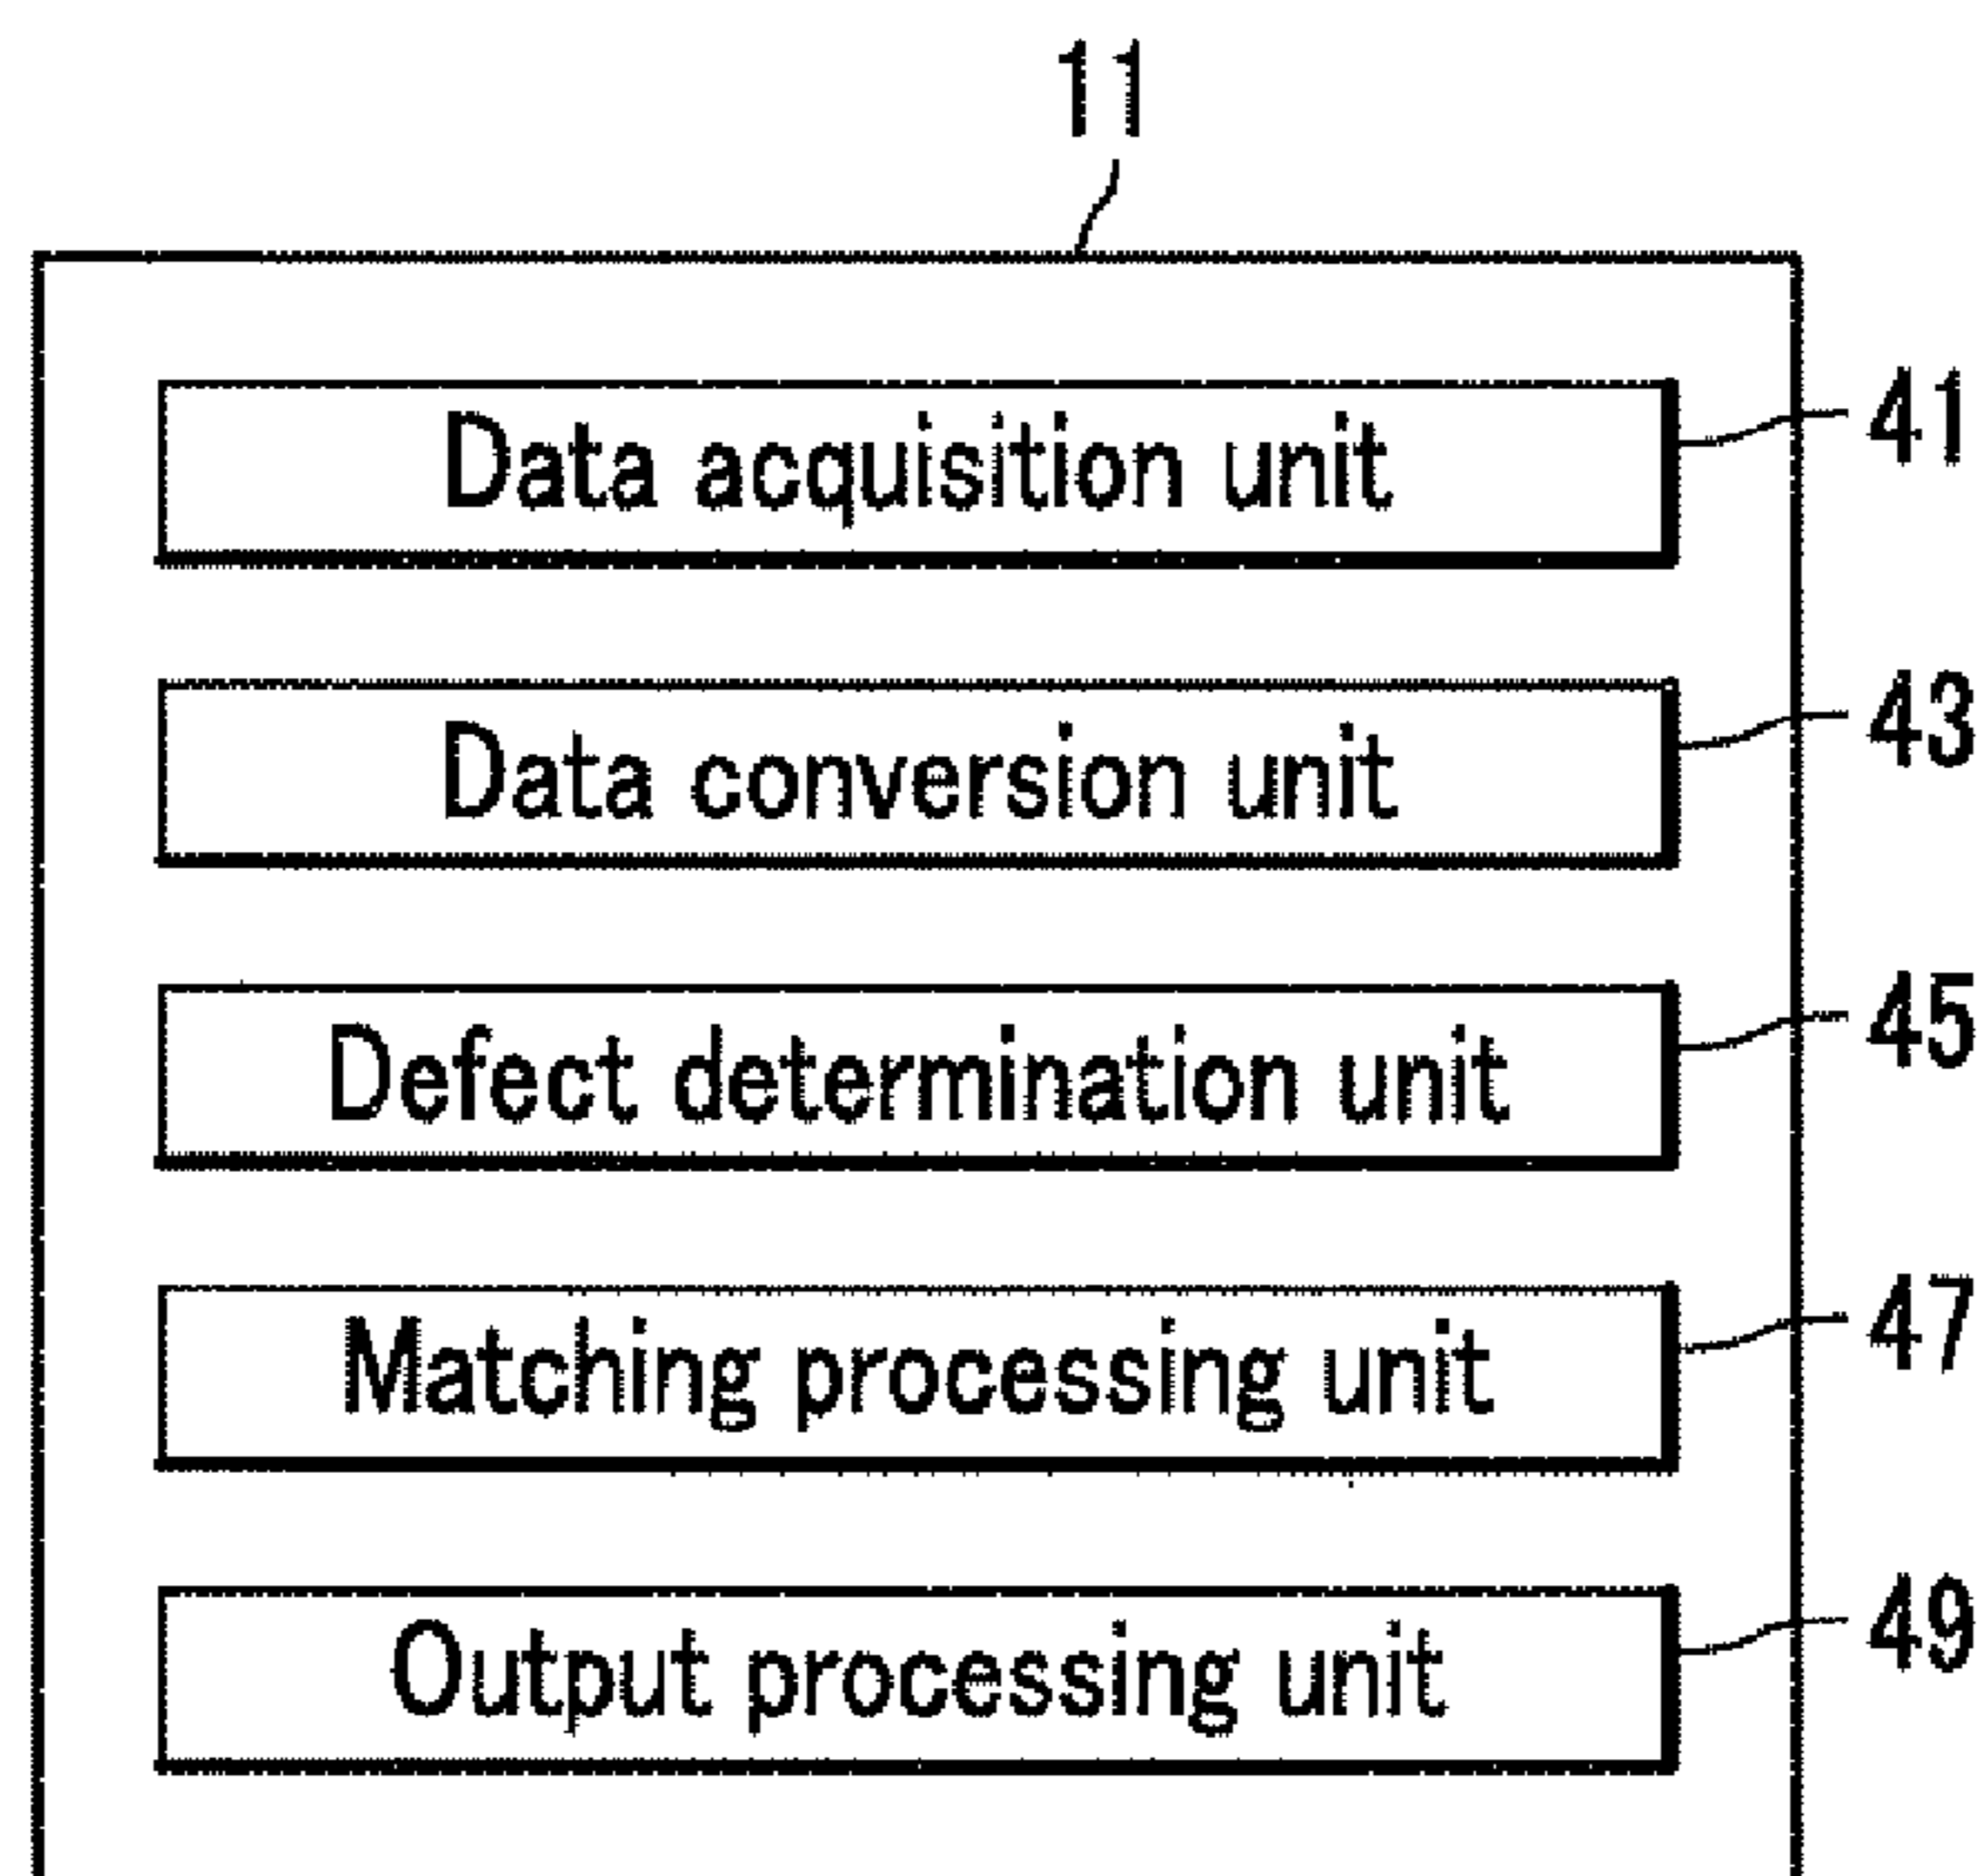 11
Data acquisition unit 41
Data conversion unit 43
Defect determination unit 45
Matching processing unit 47
Output processing unit 49